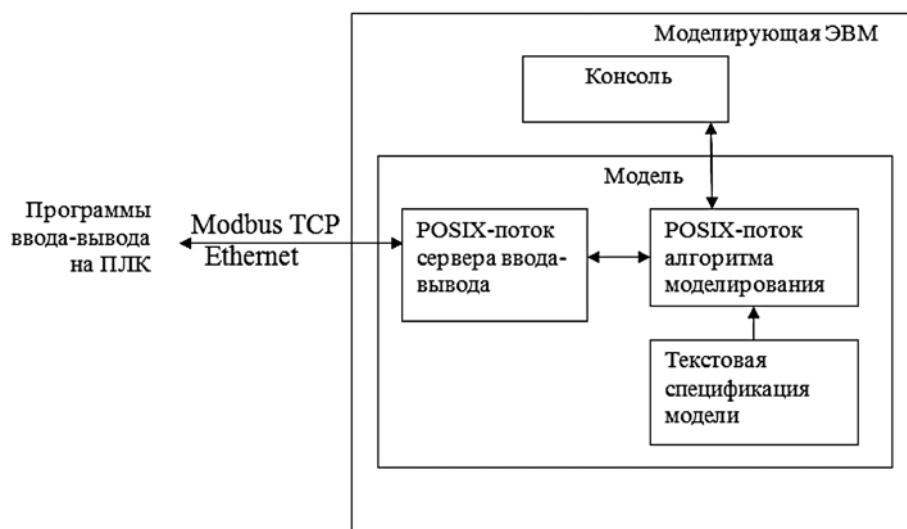 Моделирующая ЭВМ
Консоль
Модель
Программы
ввода-вывода
на ПЛК
Modbus TCP
Ethernet
POSIX-поток
сервера ввода-
вывода
POSIX-поток
алгоритма
моделирования
Текстовая
спецификация
модели